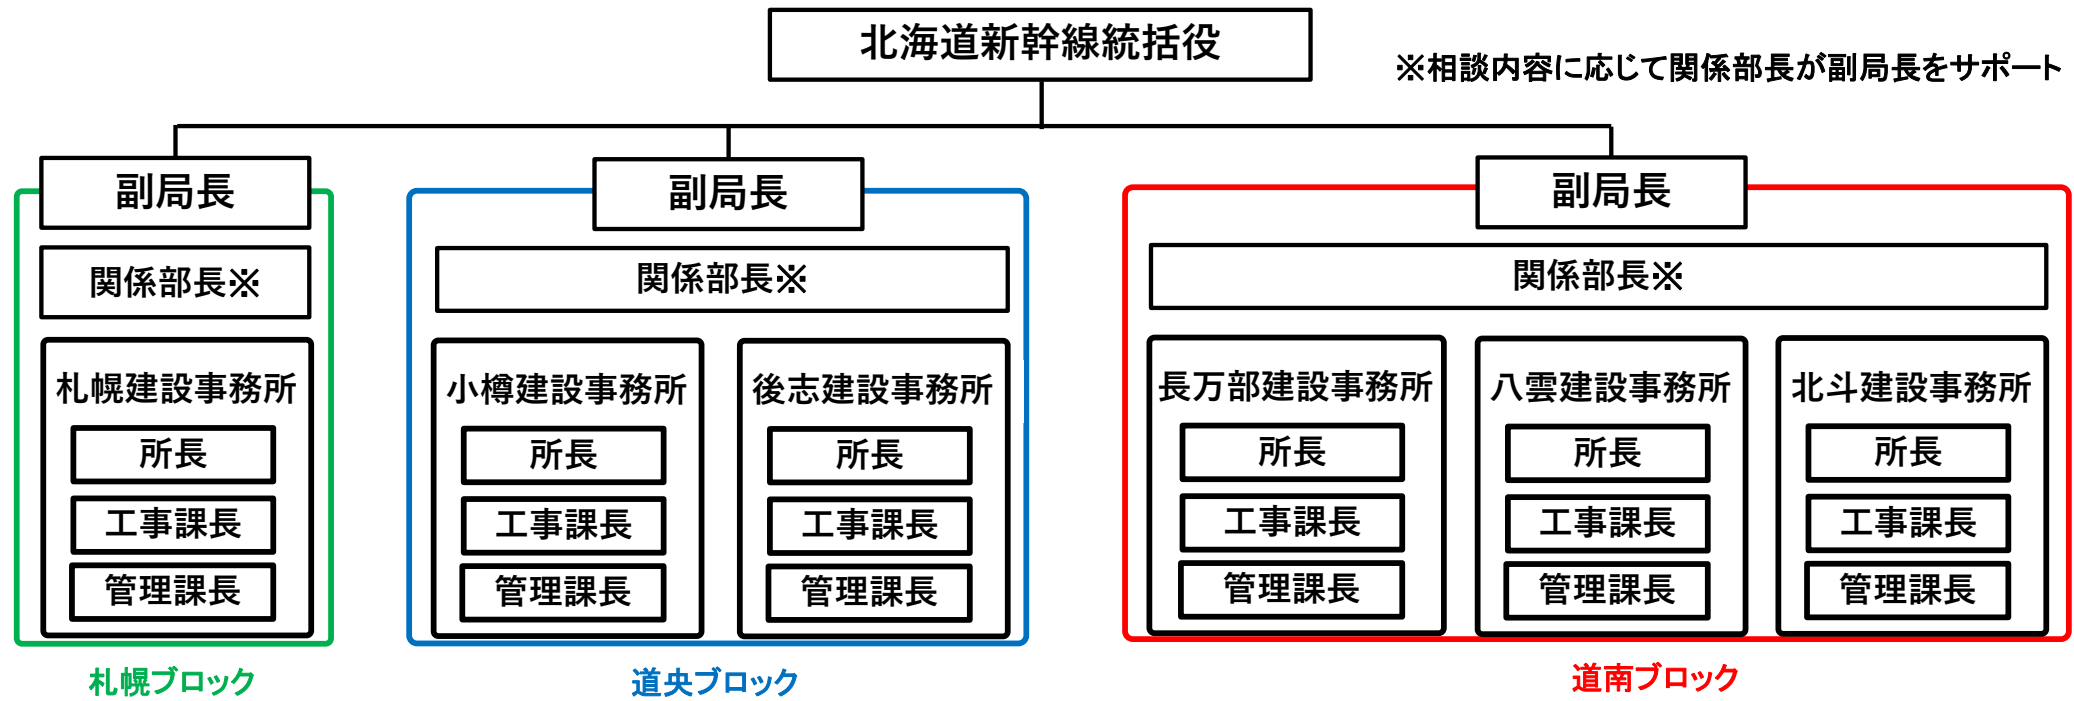 北海道新幹線統括役
※相談内容に応じて関係部長が副局長をサポート
副局長
関係部長※
札幌建設事務所
所長
工事課長
管理課長
札幌ブロック
副局長
関係部長※
小樽建設事務所
所長
工事課長
管理課長
後志建設事務所
所長
工事課長
管理課長
道央ブロック
副局長
関係部長※
長万部建設事務所
所長
工事課長
管理課長
八雲建設事務所
所長
工事課長
管理課長
北斗建設事務所
所長
工事課長
管理課長
道南ブロック